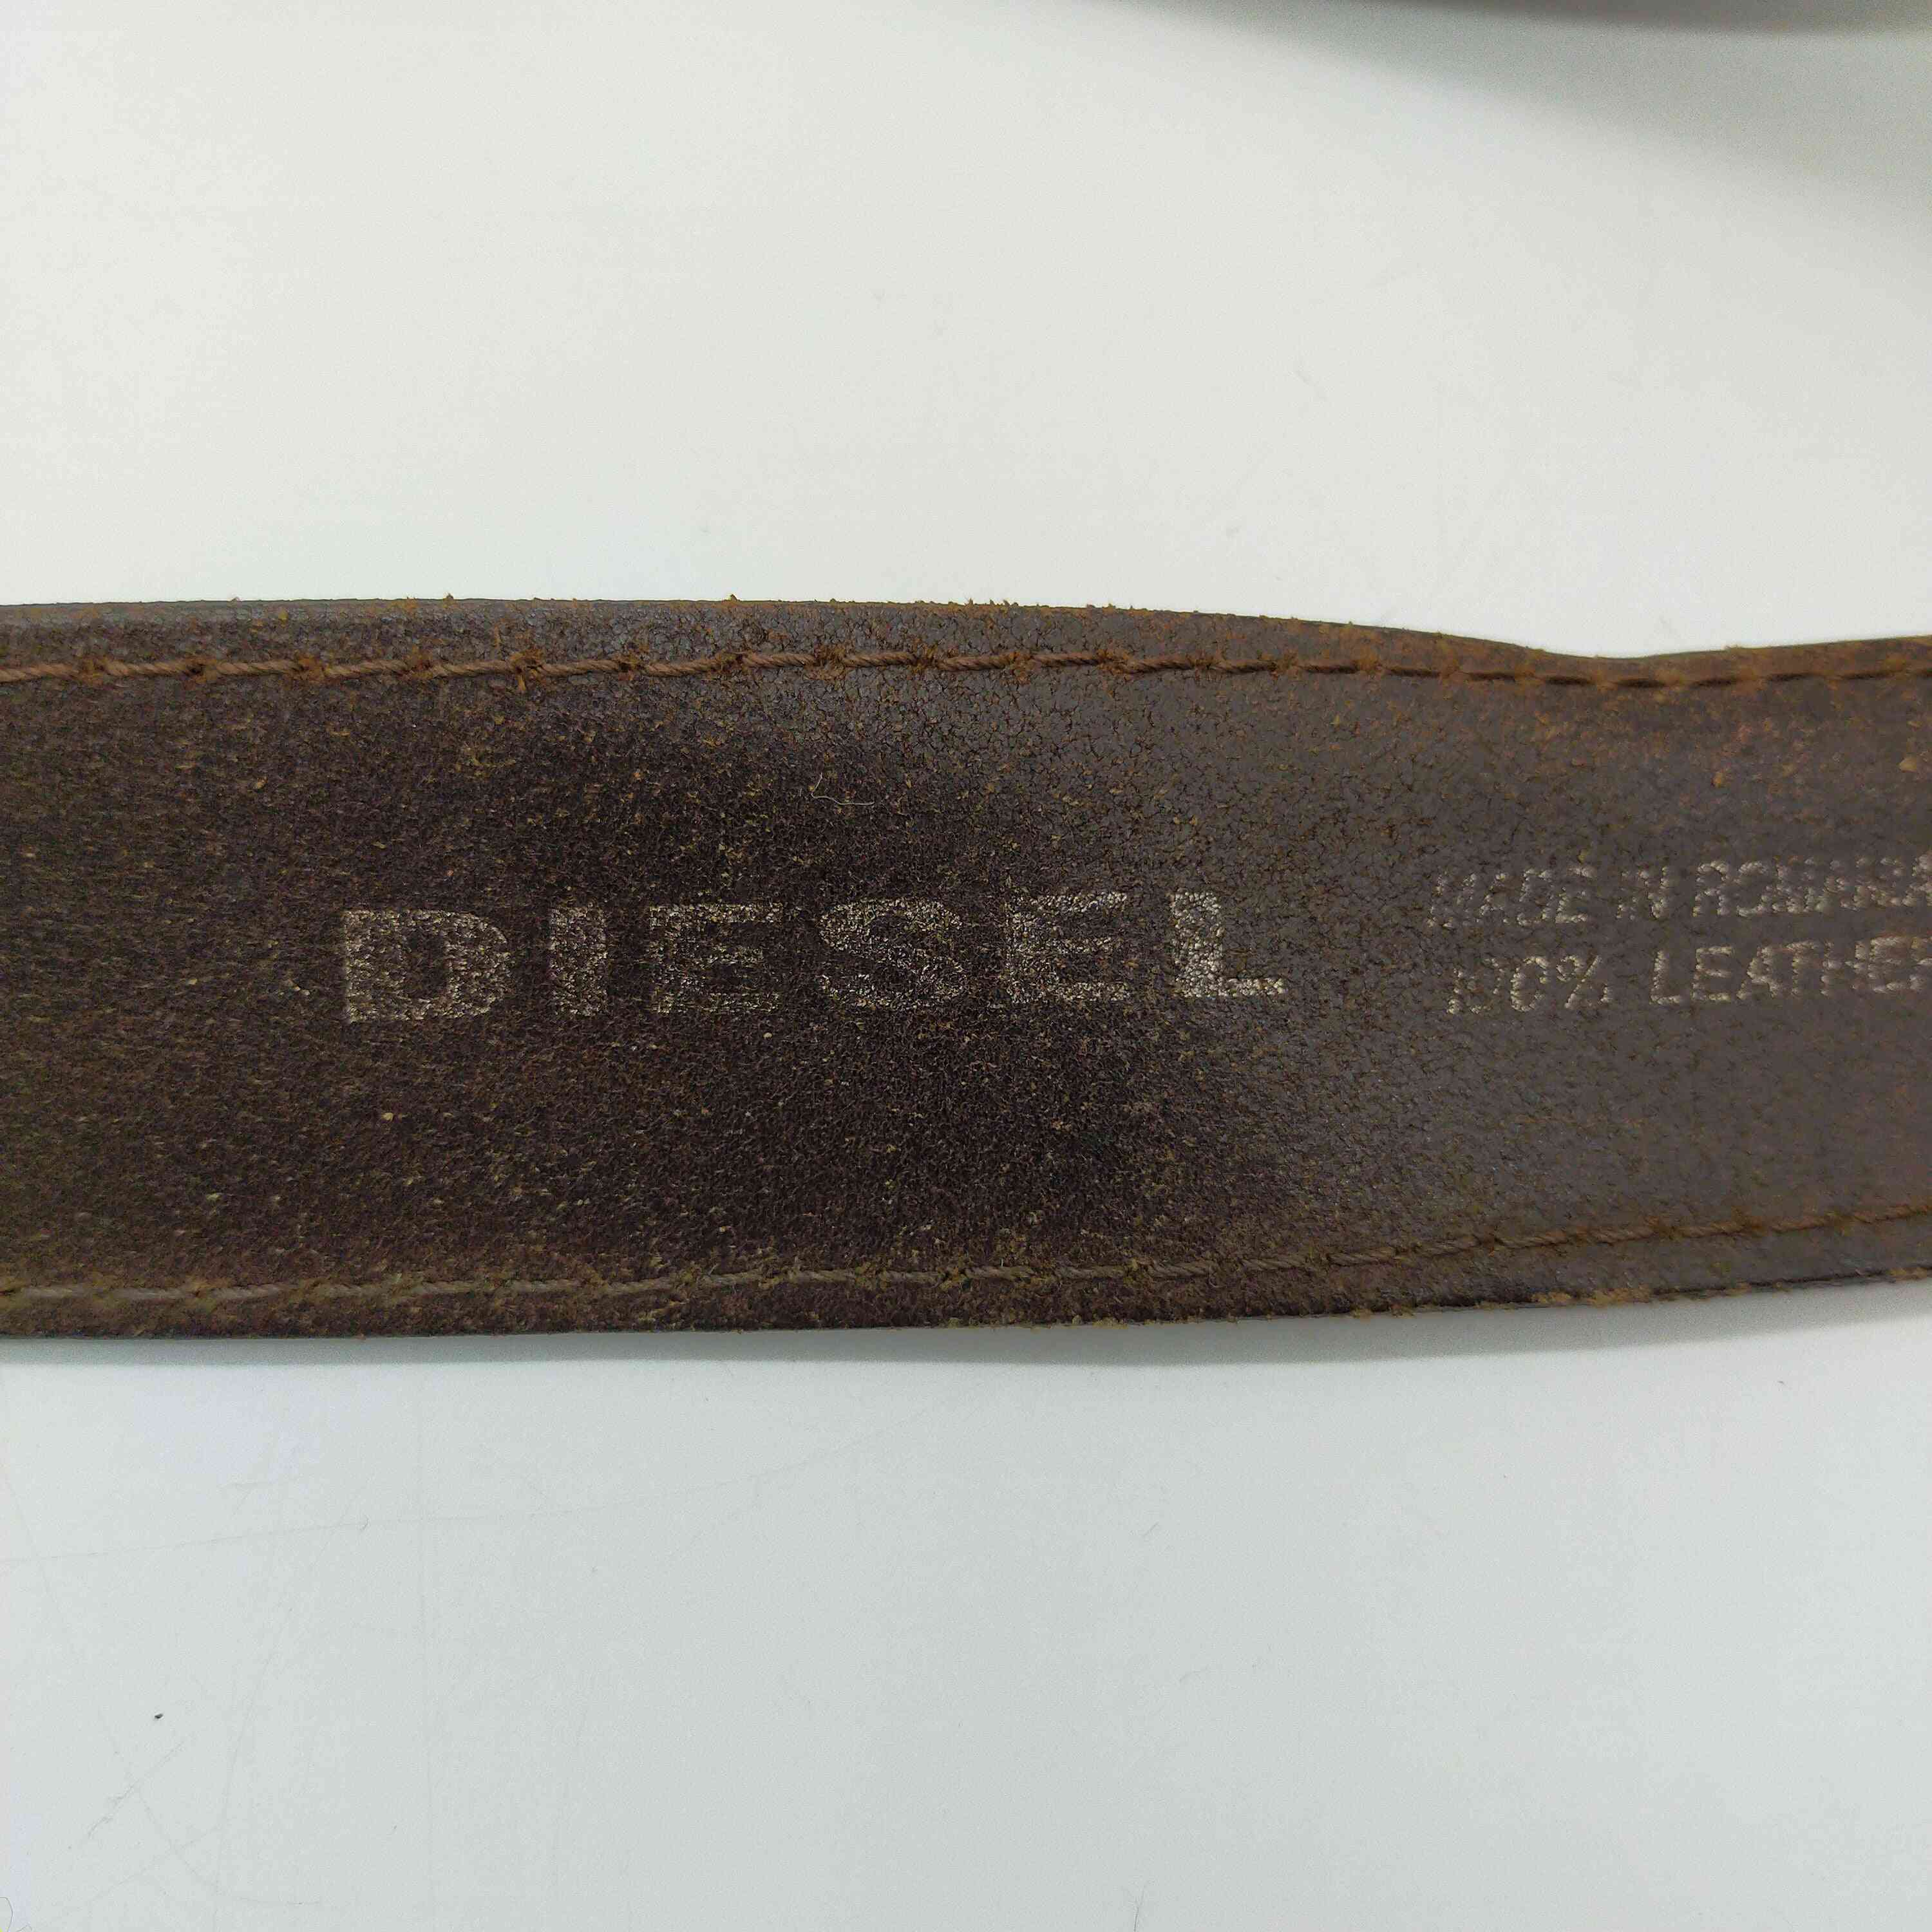 DIESEL
MADE IN ROMANIA
100% LEATHER